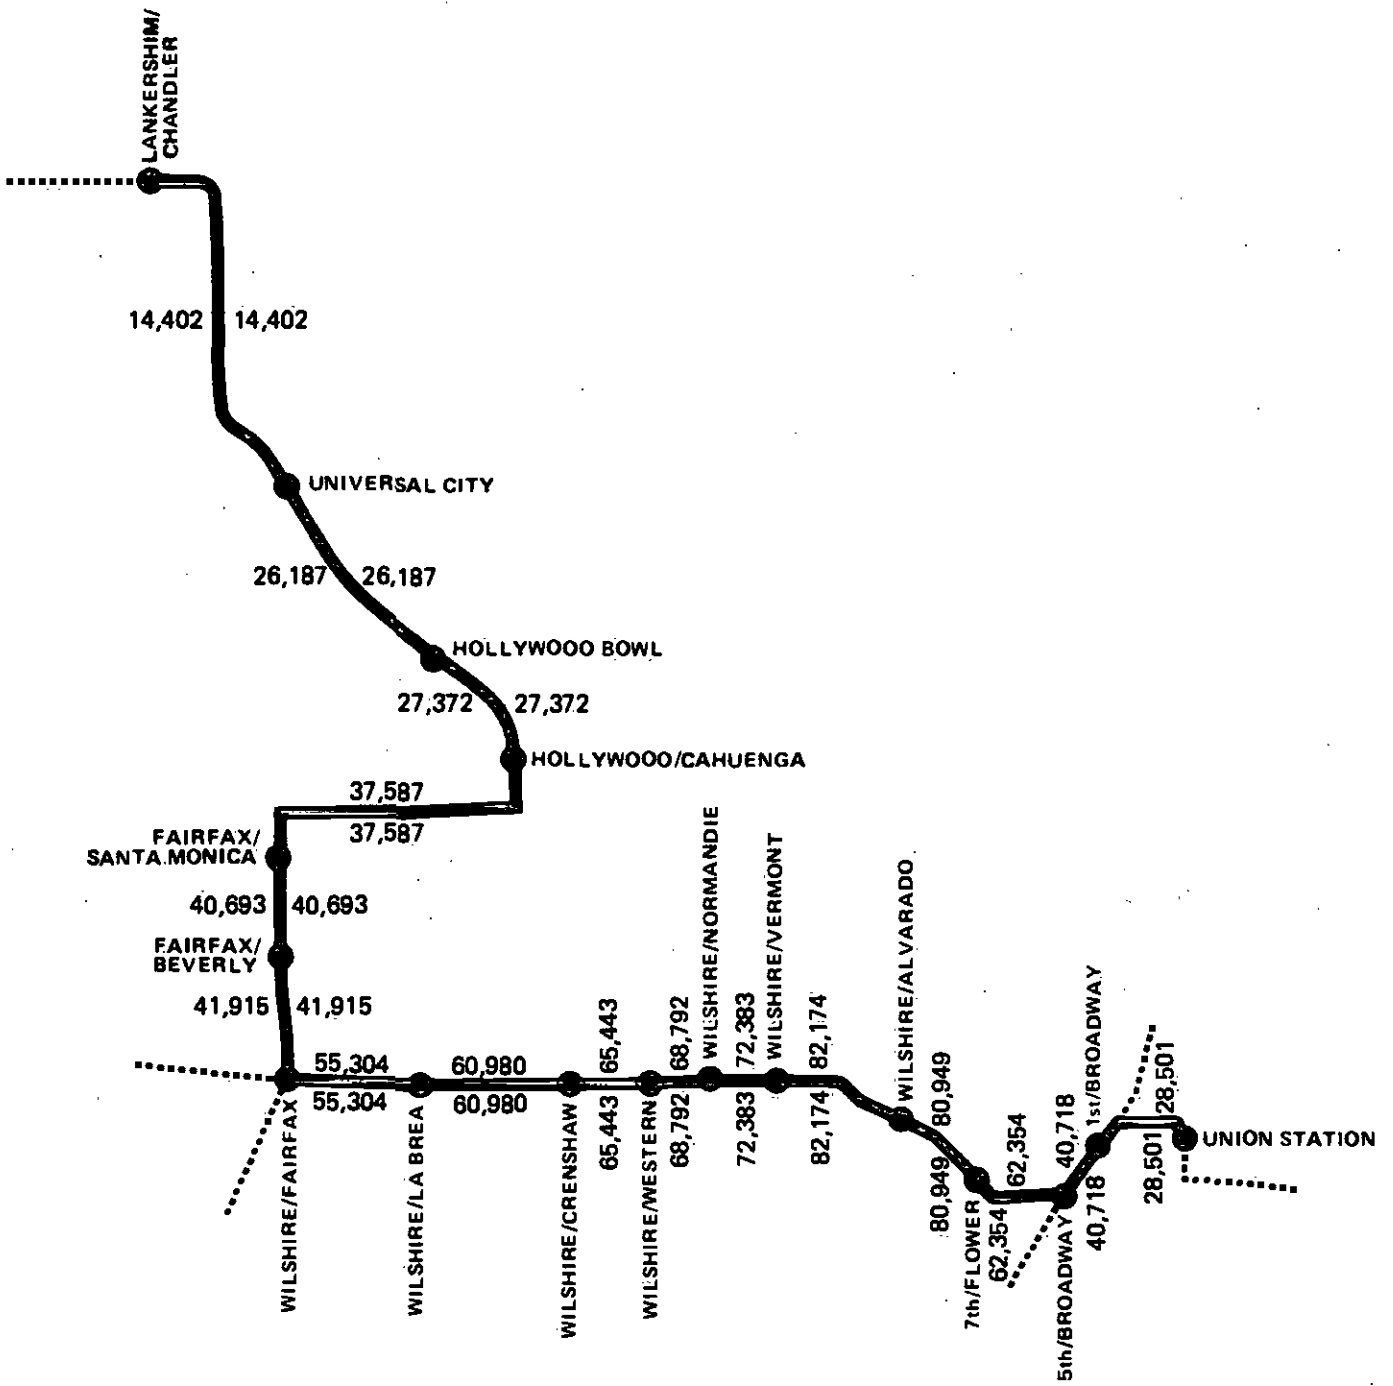 LANKERSHIM/
CHANDLER
14,402
14,402
UNIVERSAL CITY
26,187
26,187
HOLLYWOOO BOWL
27,372
27,372
HOLLYWOOO/CAHUENGA
37,587
37,587
FAIRFAX/
SANTA MONICA
40,693
40,693
FAIRFAX/
BEVERLY
41,915
41,915
WILSHIRE/FAIRFAX
55,304
55,304
WILSHIRE/LA BREA
60,980
60,980
WILSHIRE/CRENSHAW
65,443
65,443
WILSHIRE/WESTERN
68,792
68,792
WILSHIRE/NORMANDIE
72,383
72,383
WILSHIRE/VERMONT
82,174
82,174
WILSHIRE/ALVARADO
80,949
80,949
7th/FLOWER
62,354
62,354
5th/BROADWAY
40,718
40,718
1st/BROADWAY
28,501
28,501
UNION STATION